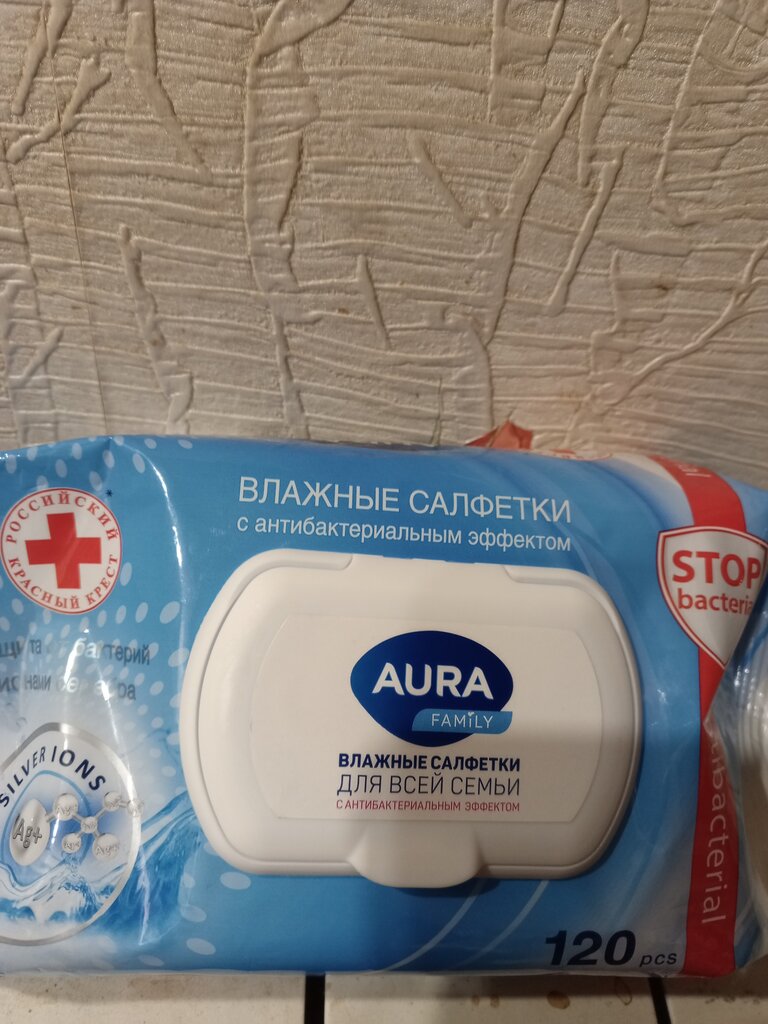 ВЛАЖНЫЕ САЛФЕТКИ
с антибактериальным эффектом
РОССИЙСКИЙ
КРАСНЫЙ КРЕСТ
*
STOP
bacteria
AURA
FAMILY
ВЛАЖНЫЕ САЛФЕТКИ
ДЛЯ ВСЕЙ СЕМЬИ
С АНТИБАКТЕРИАЛЬНЫМ ЭФФЕКТОМ
SILVER IONS
Ag+
120 pcs